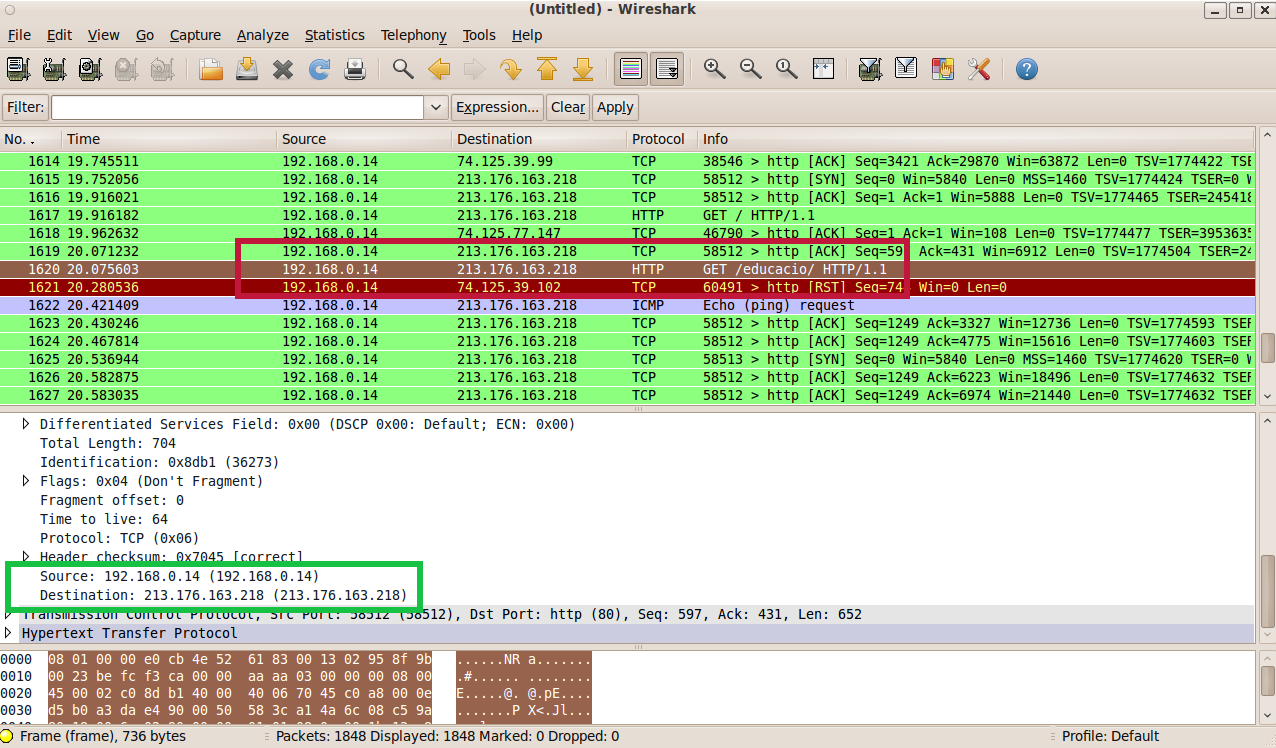 (Untitled) - Wireshark
File Edit View Go Capture Analyze Statistics Telephony Tools Help
Filter: Expression... Clear Apply
No. . Time Source Destination Protocol Info
1614 19.745511 192.168.0.14 74.125.39.99 TCP 38546 > http [ACK] Seq=3421 Ack=29870 Win=63872 Len=0 TSV=1774422 TSE
1615 19.752056 192.168.0.14 213.176.163.218 TCP 58512 > http [SYN] Seq=0 Win=5840 Len=0 MSS=1460 TSV=1774424 TSER=0 W
1616 19.916021 192.168.0.14 213.176.163.218 TCP 58512 > http [ACK] Seq=1 Ack=1 Win=5888 Len=0 TSV=1774465 TSER=245418
1617 19.916182 192.168.0.14 213.176.163.218 HTTP GET / HTTP/1.1
1618 19.962632 192.168.0.14 74.125.77.147 TCP 46790 > http [ACK] Seq=1 Ack=1 Win=108 Len=0 TSV=1774477 TSER=3953635
1619 20.071232 192.168.0.14 213.176.163.218 TCP 58512 > http [ACK] Seq=59 Ack=431 Win=6912 Len=0 TSV=1774504 TSER=24
1620 20.075603 192.168.0.14 213.176.163.218 HTTP GET /educacio/ HTTP/1.1
1621 20.280536 192.168.0.14 74.125.39.102 TCP 60491 > http [RST] Seq=74 Win=0 Len=0
1622 20.421409 192.168.0.14 213.176.163.218 ICMP Echo (ping) request
1623 20.430246 192.168.0.14 213.176.163.218 TCP 58512 > http [ACK] Seq=1249 Ack=3327 Win=12736 Len=0 TSV=1774593 TSER
1624 20.467814 192.168.0.14 213.176.163.218 TCP 58512 > http [ACK] Seq=1249 Ack=4775 Win=15616 Len=0 TSV=1774603 TSER
1625 20.536944 192.168.0.14 213.176.163.218 TCP 58513 > http [SYN] Seq=0 Win=5840 Len=0 MSS=1460 TSV=1774620 TSER=0 W
1626 20.582875 192.168.0.14 213.176.163.218 TCP 58512 > http [ACK] Seq=1249 Ack=6223 Win=18496 Len=0 TSV=1774632 TSER
1627 20.583035 192.168.0.14 213.176.163.218 TCP 58512 > http [ACK] Seq=1249 Ack=6974 Win=21440 Len=0 TSV=1774632 TSER
Differentiated Services Field: 0x00 (DSCP 0x00: Default; ECN: 0x00)
Total Length: 704
Identification: 0x8db1 (36273)
Flags: 0x04 (Don't Fragment)
Fragment offset: 0
Time to live: 64
Protocol: TCP (0x06)
Header checksum: 0x7045 [correct]
Source: 192.168.0.14 (192.168.0.14)
Destination: 213.176.163.218 (213.176.163.218)
Transmission Control Protocol, Src Port: 58512 (58512), Dst Port: http (80), Seq: 597, Ack: 431, Len: 652
Hypertext Transfer Protocol
0000 08 01 00 00 e0 cb 4e 52 61 83 00 13 02 95 8f 9b ......NR a.......
0010 00 23 be fc f3 ca 00 00 aa aa 03 00 00 00 08 00 .#...... ........
0020 45 00 02 c0 8d b1 40 00 40 06 70 45 c0 a8 00 0e E.....@. @.pE....
0030 d5 b0 a3 da e4 90 00 50 58 3c a1 4a 6c 08 c5 9a .......P X<.Jl...
Frame (frame), 736 bytes Packets: 1848 Displayed: 1848 Marked: 0 Dropped: 0 Profile: Default